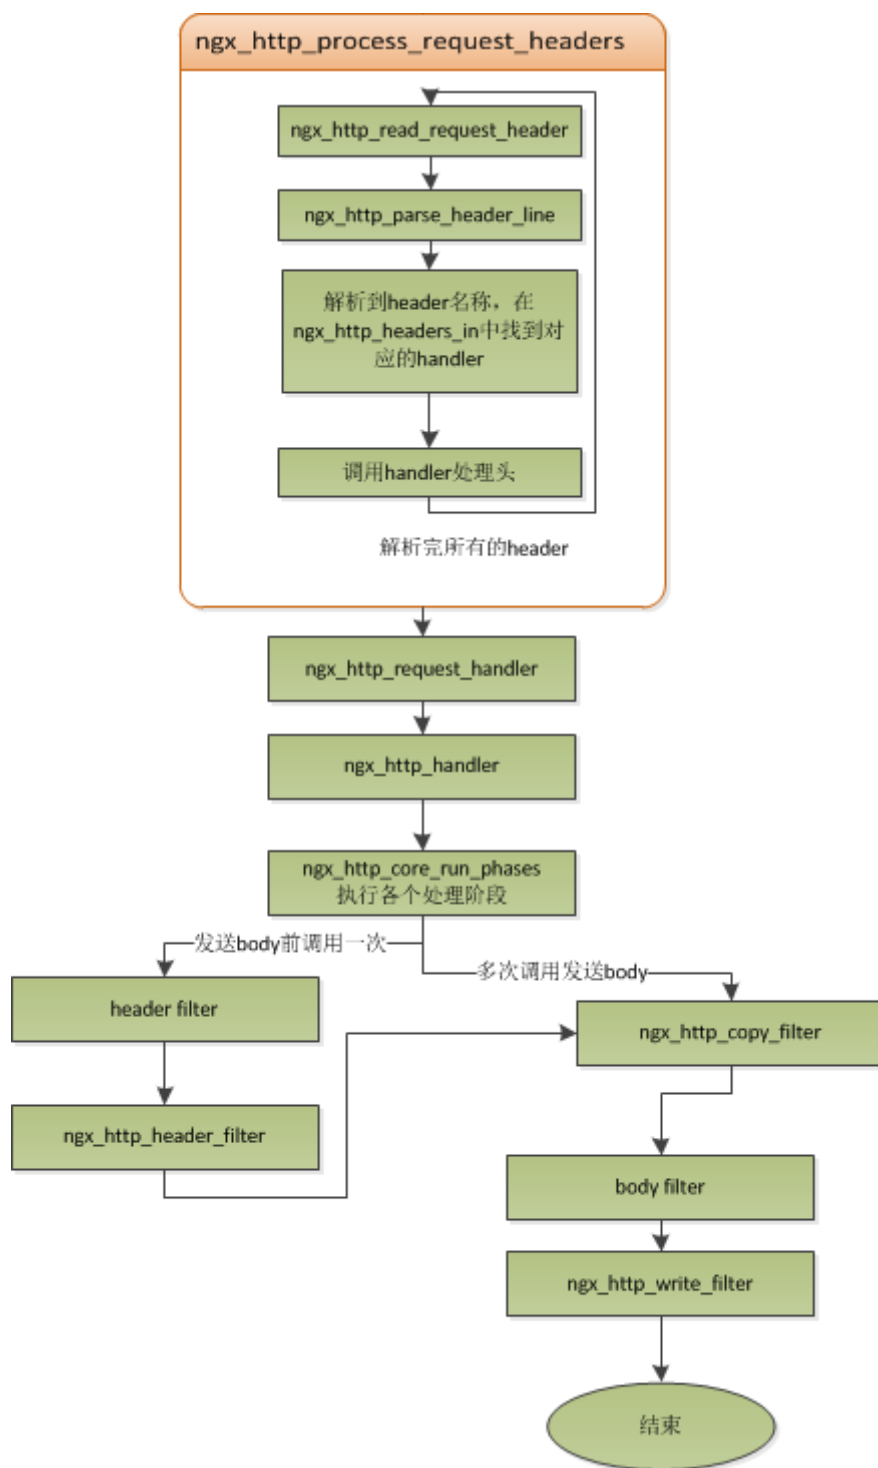 ngx_http_process_request_headers
ngx_http_read_request_header
ngx_http_parse_header_line
解析到header名称，在
ngx_http_headers_in中找到对
应的handler
调用handler处理头
解析完所有的header
ngx_http_request_handler
ngx_http_handler
ngx_http_core_run_phases
执行各个处理阶段
发送body前调用一次
多次调用发送body
header filter
ngx_http_copy_filter
ngx_http_header_filter
body filter
ngx_http_write_filter
结束